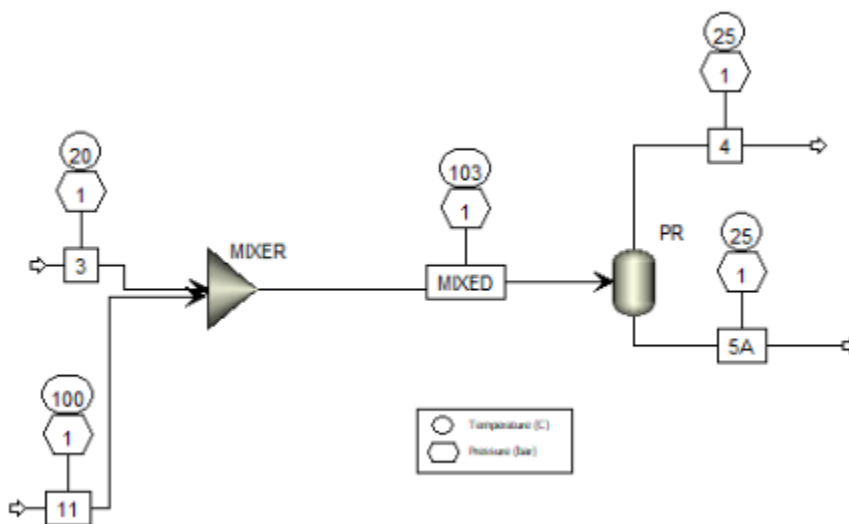 25
1
4
20
1
3
MIXER
103
1
MIXED
PR
25
1
5A
100
1
11
Temperature (C)
Pressure (bar)